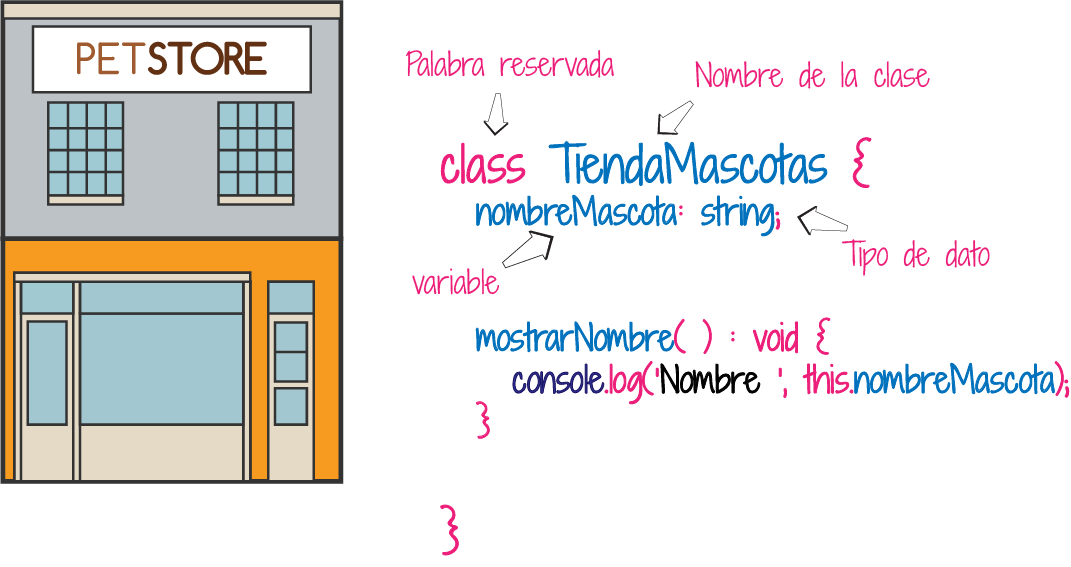 PETSTORE
Palabra reservada
Nombre de la clase
class TiendaMascotas {
nombreMascota: string;
Tipo de dato
variable
mostrarNombre( ) : void {
console.log('Nombre ', this.nombreMascota);
}
}